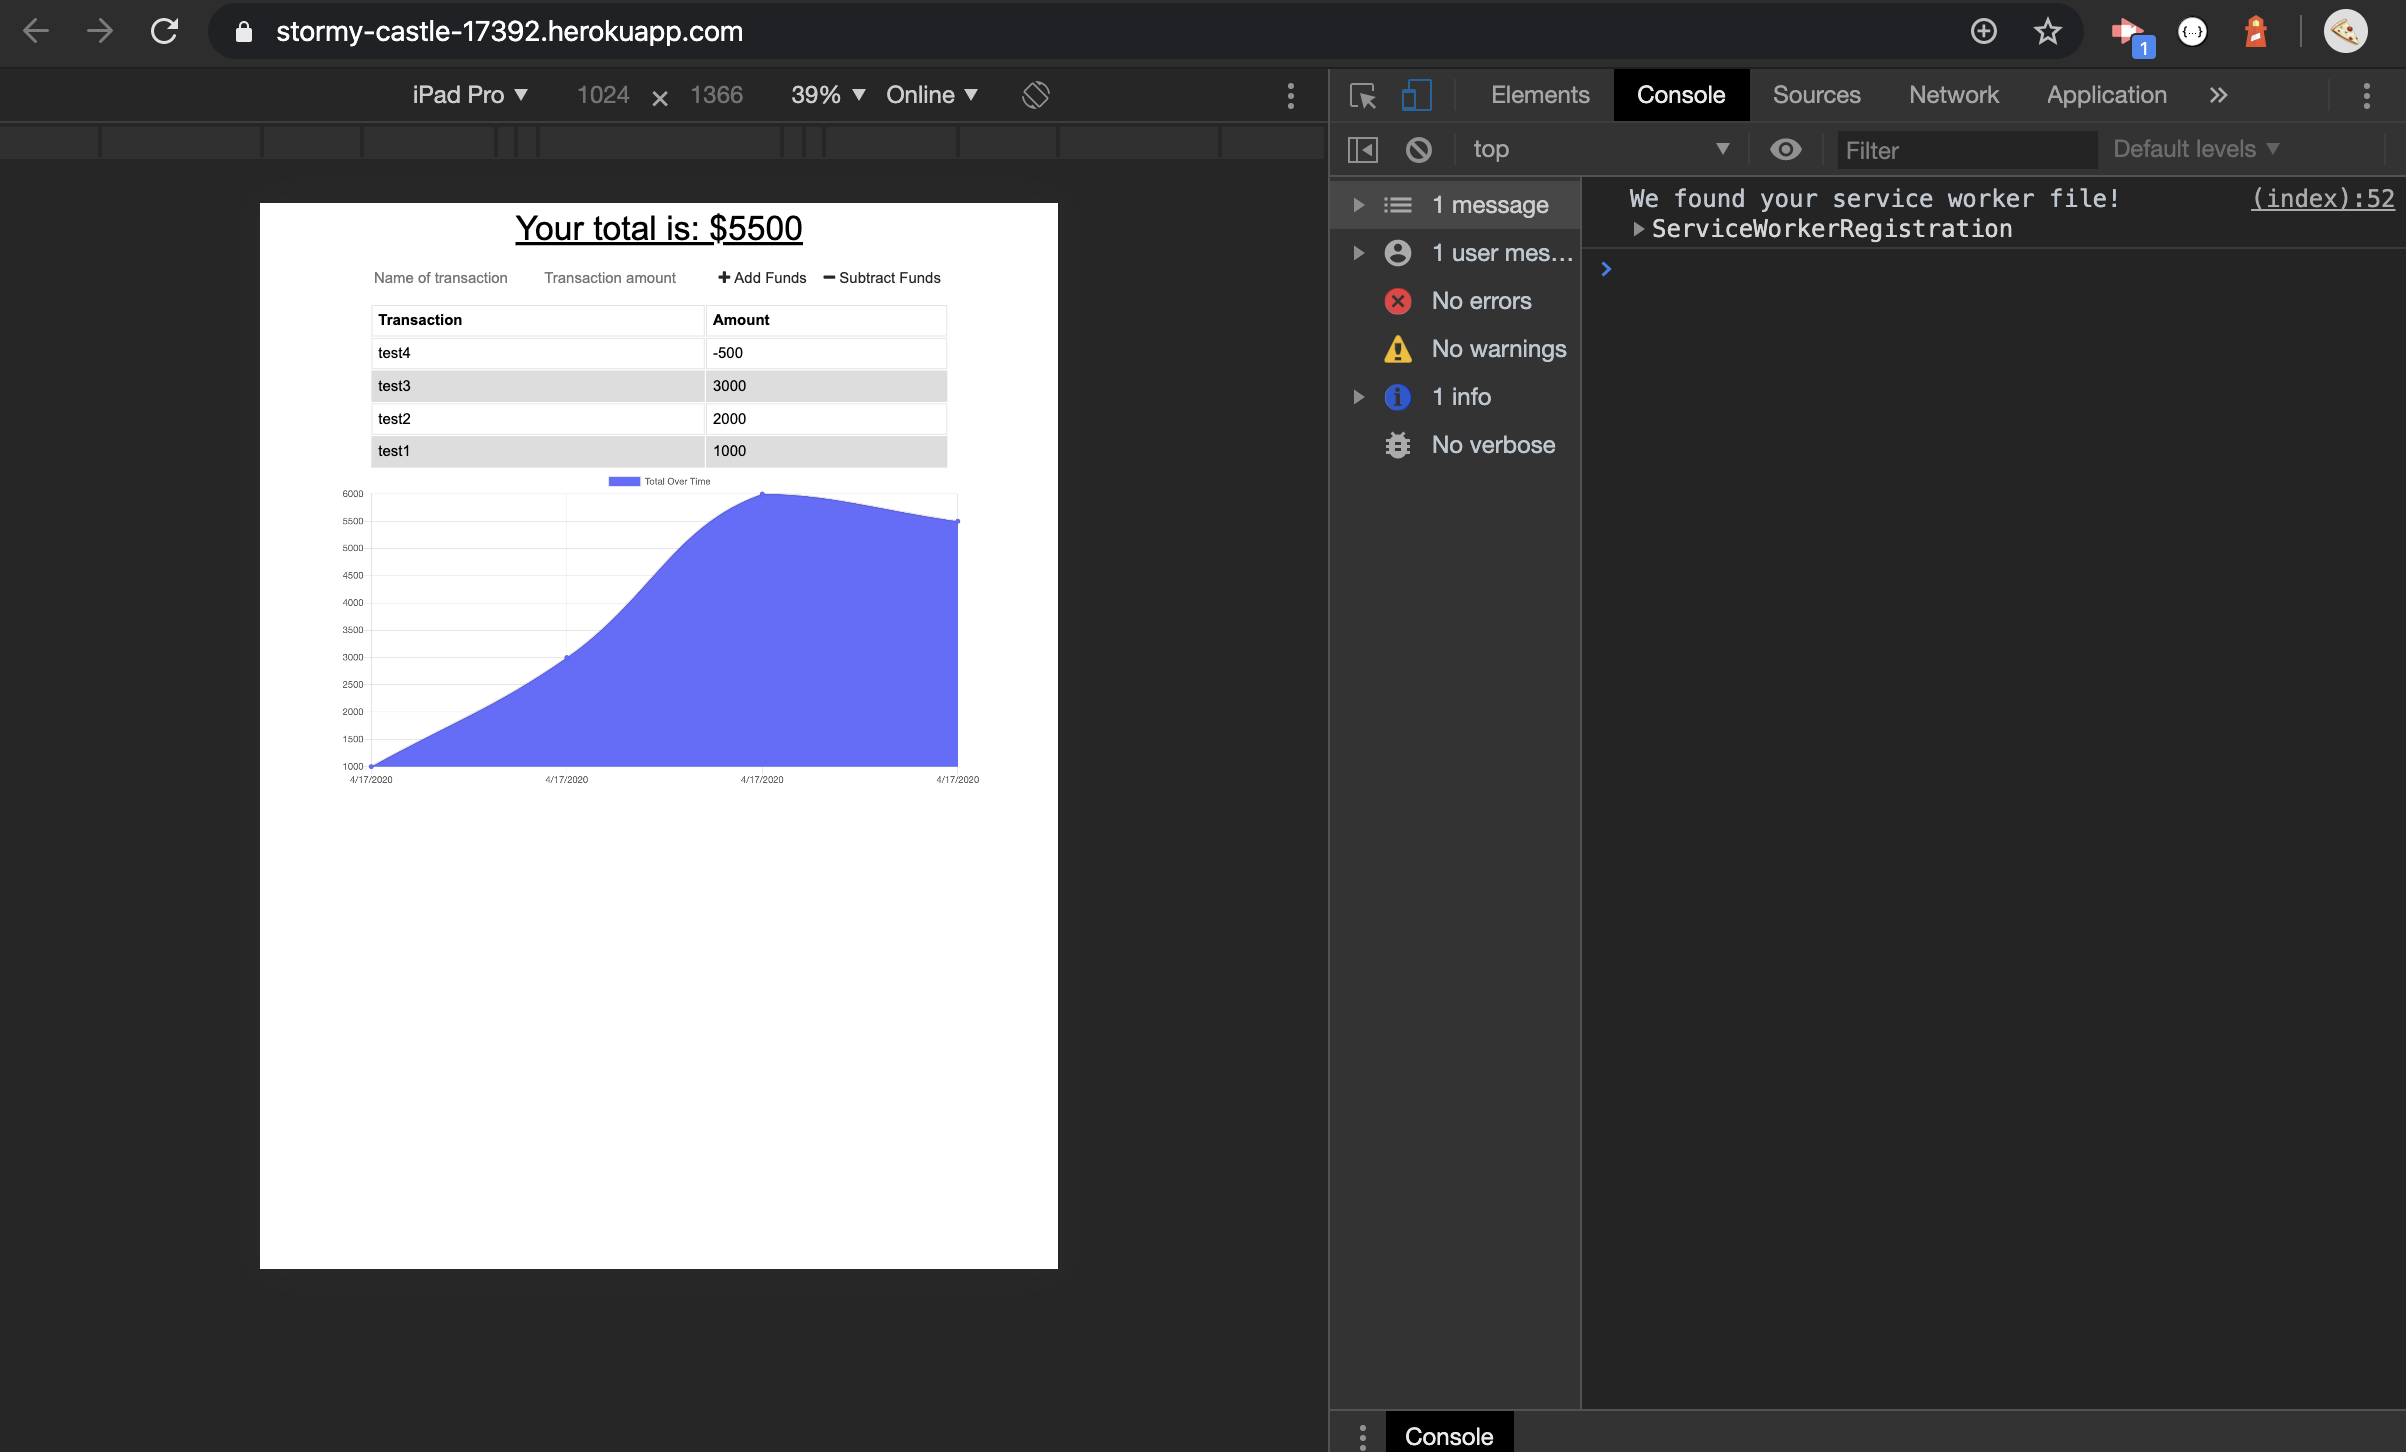 stormy-castle-17392.herokuapp.com
1
iPad Pro 1024 × 1366 39% Online
Elements Console Sources Network Application
top Filter Default levels
Your total is: $5500
Name of transaction Transaction amount Add Funds Subtract Funds
Transaction Amount
test4 -500
test3 3000
test2 2000
test1 1000
Total Over Time
6000
5500
5000
4500
4000
3500
3000
2500
2000
1500
1000
4/17/2020 4/17/2020 4/17/2020 4/17/2020
1 message
1 user mes...
No errors
No warnings
1 info
No verbose
We found your service worker file! (index):52
ServiceWorkerRegistration
Console